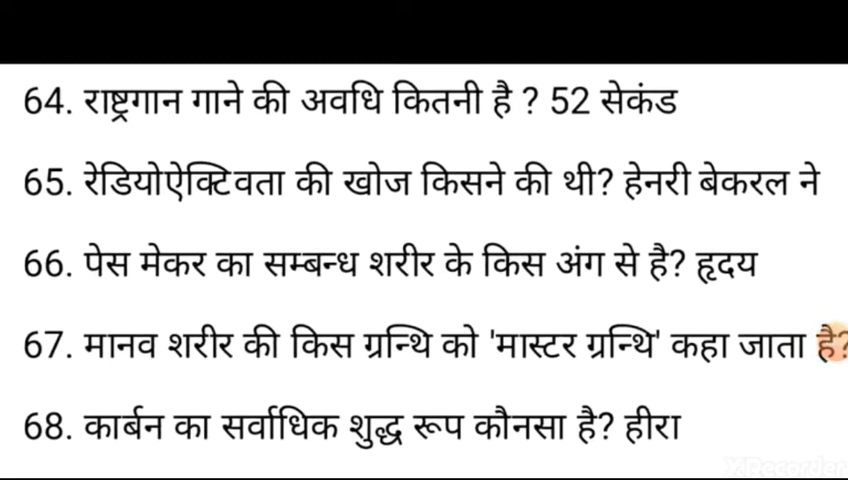 64. राष्ट्रगान गाने की अवधि कितनी है ? 52 सेकंड
65. रेडियोऐक्टिवता की खोज किसने की थी? हेनरी बेकरल ने
66. पेस मेकर का सम्बन्ध शरीर के किस अंग से है? हृदय
67. मानव शरीर की किस ग्रन्थि को 'मास्टर ग्रन्थि' कहा जाता है?
68. कार्बन का सर्वाधिक शुद्ध रूप कौनसा है? हीरा
XRecorder